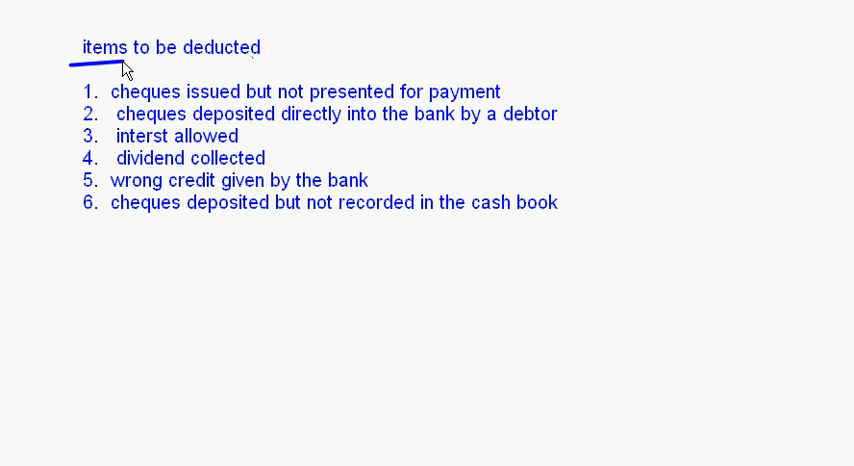 items to be deducted
1. cheques issued but not presented for payment
2. cheques deposited directly into the bank by a debtor
3. interst allowed
4. dividend collected
5. wrong credit given by the bank
6. cheques deposited but not recorded in the cash book